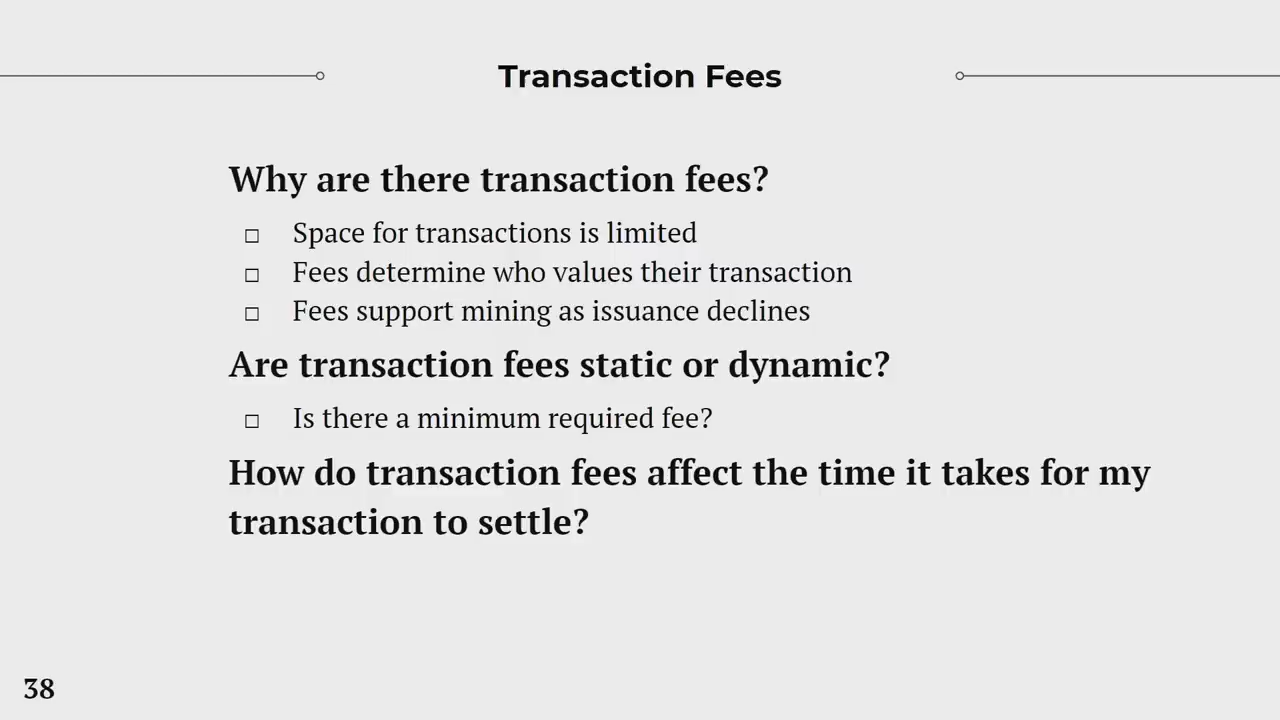 Transaction Fees
Why are there transaction fees?
Space for transactions is limited
Fees determine who values their transaction
Fees support mining as issuance declines
Are transaction fees static or dynamic?
Is there a minimum required fee?
How do transaction fees affect the time it takes for my
transaction to settle?
38